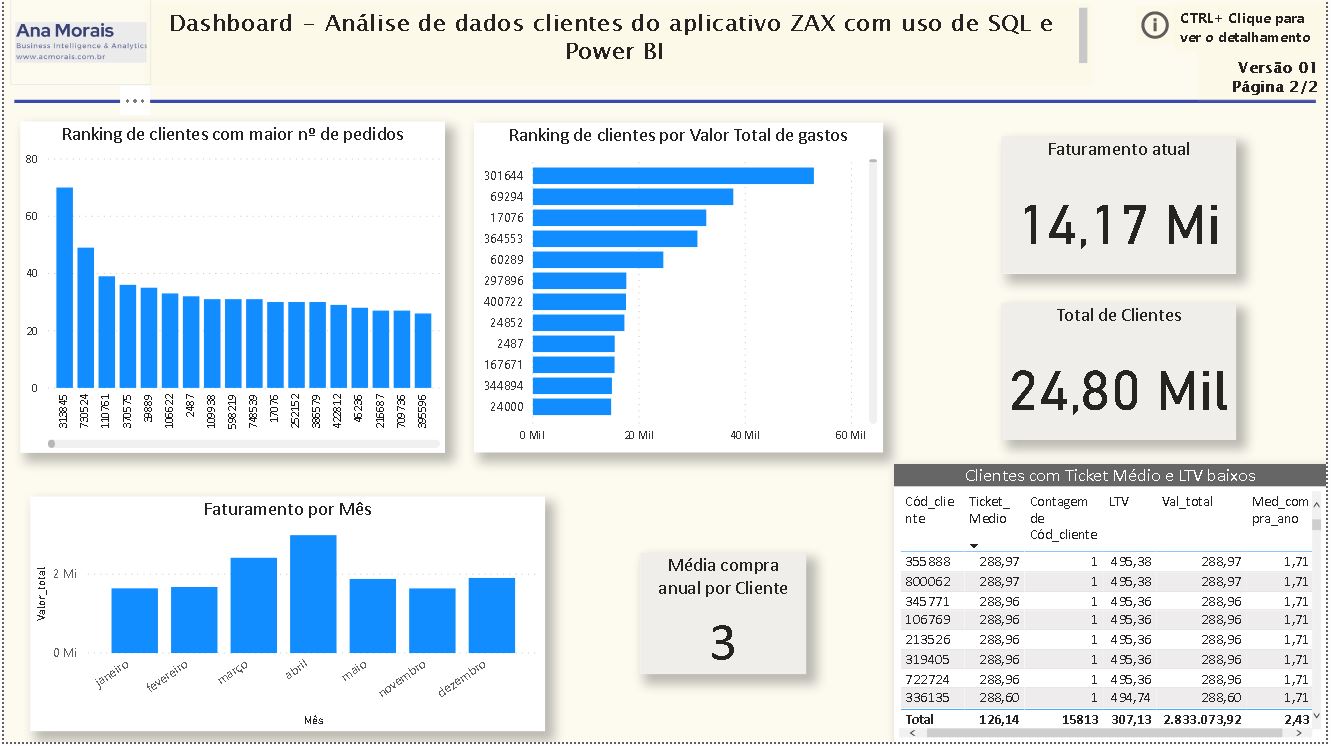 Ana Morais
Business Intelligence & Analytics
www.acmorais.com.br
Dashboard – Análise de dados clientes do aplicativo ZAX com uso de SQL e
Power BI
CTRL+ Clique para
ver o detalhamento
Versão 01
Página 2/2
Ranking de clientes com maior nº de pedidos
80
60
40
20
0
313845
730524
110761
370575
39889
106622
2487
109938
598219
748539
17076
252152
386579
422812
45236
216687
709736
395596
Ranking de clientes por Valor Total de gastos
301644
69294
17076
364553
60289
297896
400722
24852
2487
167671
344894
24000
0 Mil 20 Mil 40 Mil 60 Mil
Faturamento atual
14,17 Mi
Total de Clientes
24,80 Mil
Faturamento por Mês
Valor_total
2 Mi
0 Mi
janeiro fevereiro março abril maio novembro dezembro
Mês
Média compra
anual por Cliente
3
Clientes com Ticket Médio e LTV baixos
Cód_clie Ticket_ Contagem LTV Val_total Med_com
nte Medio de pra_ano
Cód_cliente
355888 288,97 1 495,38 288,97 1,71
800062 288,97 1 495,38 288,97 1,71
345771 288,96 1 495,36 288,96 1,71
106769 288,96 1 495,36 288,96 1,71
213526 288,96 1 495,36 288,96 1,71
319405 288,96 1 495,36 288,96 1,71
722724 288,96 1 495,36 288,96 1,71
336135 288,60 1 494,74 288,60 1,71
Total 126,14 15813 307,13 2.833.073,92 2,43